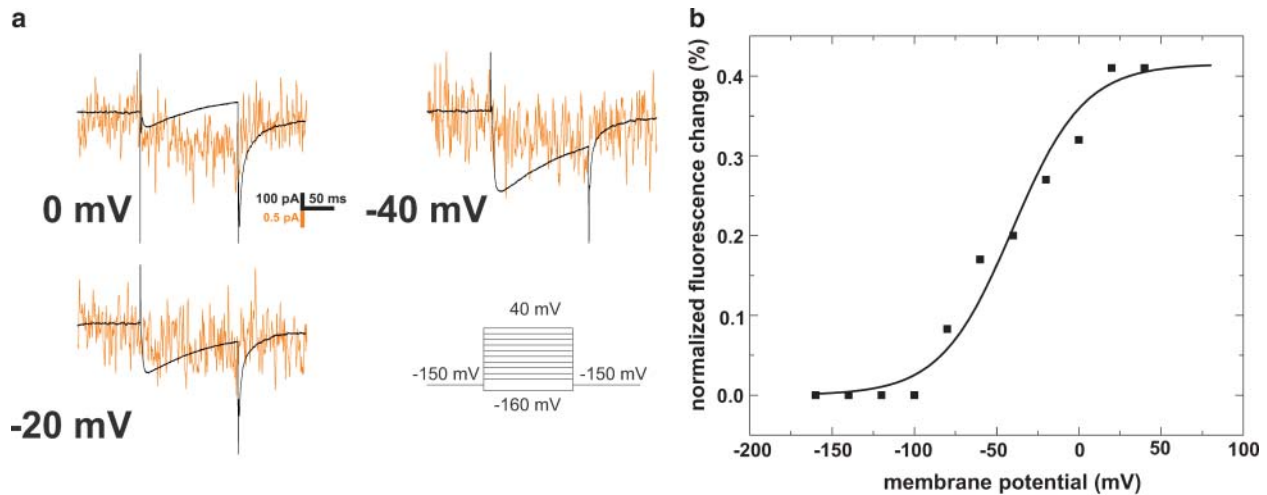 a
0 mV
100 pA 50 ms
0.5 pA
-40 mV
-20 mV
40 mV
-150 mV -150 mV
-160 mV
b
normalized fluorescence change (%)
0.4
0.3
0.2
0.1
0.0
-200 -150 -100 -50 0 50 100
membrane potential (mV)